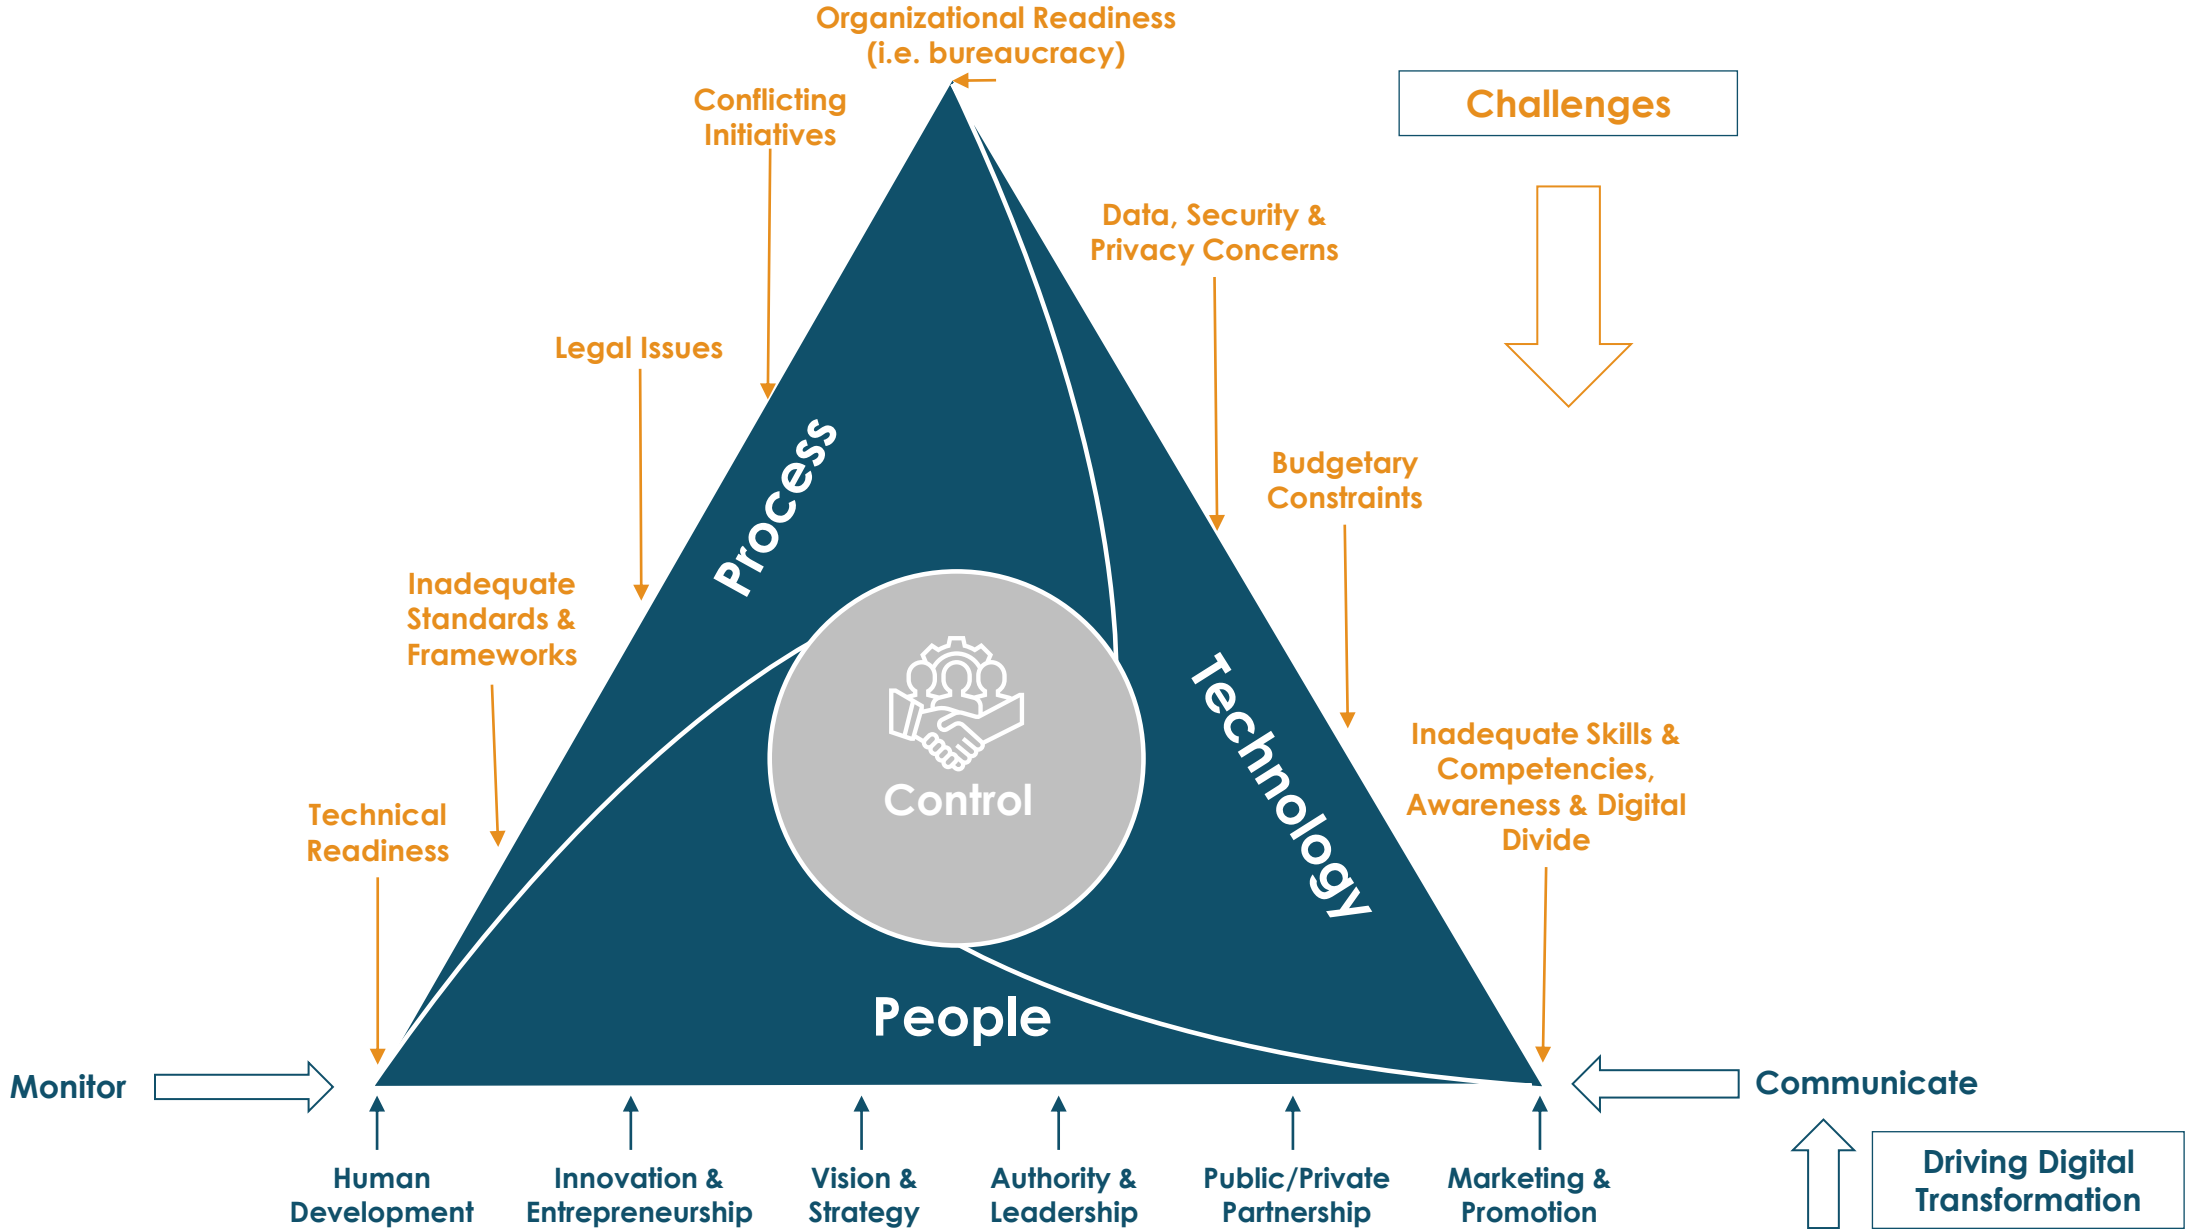 Organizational Readiness
(i.e. bureaucracy)
Challenges
Conflicting
Initiatives
Data, Security &
Privacy Concerns
Legal Issues
Budgetary
Constraints
Process
Inadequate
Standards &
Frameworks
Technology
Inadequate Skills &
Competencies,
Awareness & Digital
Divide
Control
Technical
Readiness
People
Monitor
Communicate
Human
Development
Innovation &
Entrepreneurship
Vision &
Strategy
Authority &
Leadership
Public/Private
Partnership
Marketing &
Promotion
Driving Digital
Transformation